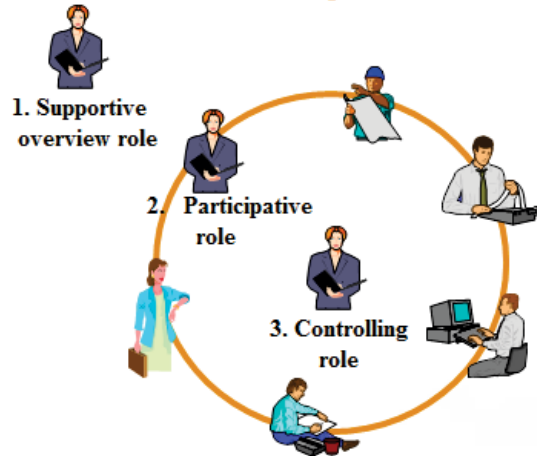 1. Supportive
overview role
2. Participative
role
3. Controlling
role